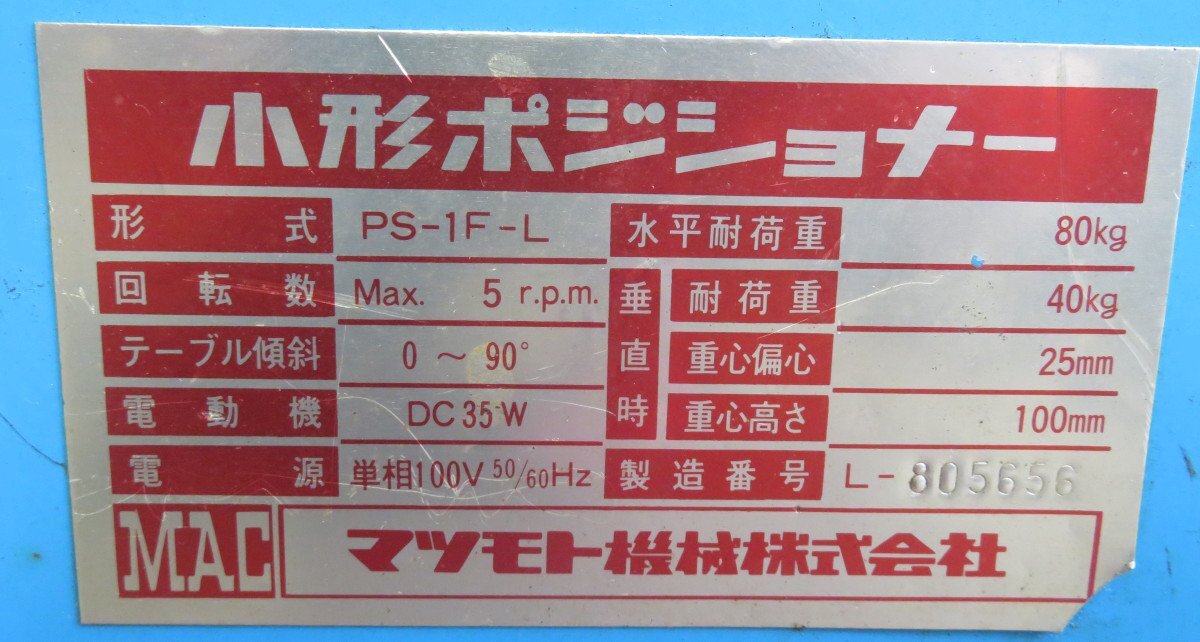 小形ポジショナー
形式 PS-1F-L 水平耐荷重 80kg
回転数 Max. 5 r.p.m. 垂直時 耐荷重 40kg
テーブル傾斜 0～90° 重心偏心 25mm
電動機 DC35W 重心高さ 100mm
電源 単相100V 50/60Hz 製造番号 L-805656
MAC マツモト機械株式会社